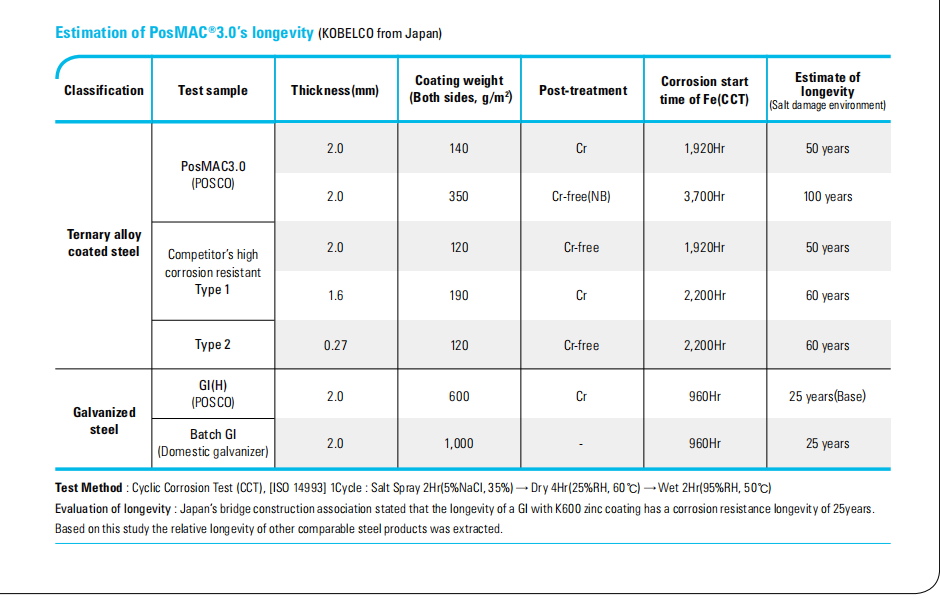 Estimation of PosMAC®3.0's longevity (KOBELCO from Japan)
Classification
Test sample
Thickness(mm)
Coating weight
(Both sides, g/m²)
Post-treatment
Corrosion start
time of Fe(CCT)
Estimate of
longevity
(Salt damage environment)
Ternary alloy
coated steel
PosMAC3.0
(POSCO)
2.0 140 Cr 1,920Hr 50 years
2.0 350 Cr-free(NB) 3,700Hr 100 years
Competitor's high
corrosion resistant
Type 1
2.0 120 Cr-free 1,920Hr 50 years
1.6 190 Cr 2,200Hr 60 years
Type 2 0.27 120 Cr-free 2,200Hr 60 years
Galvanized
steel
GI(H)
(POSCO)
2.0 600 Cr 960Hr 25 years(Base)
Batch GI
(Domestic galvanizer)
2.0 1,000 - 960Hr 25 years
Test Method : Cyclic Corrosion Test (CCT), [ISO 14993] 1Cycle : Salt Spray 2Hr(5%NaCl, 35%) → Dry 4Hr(25%RH, 60℃) → Wet 2Hr(95%RH, 50℃)
Evaluation of longevity : Japan's bridge construction association stated that the longevity of a GI with K600 zinc coating has a corrosion resistance longevity of 25years.
Based on this study the relative longevity of other comparable steel products was extracted.